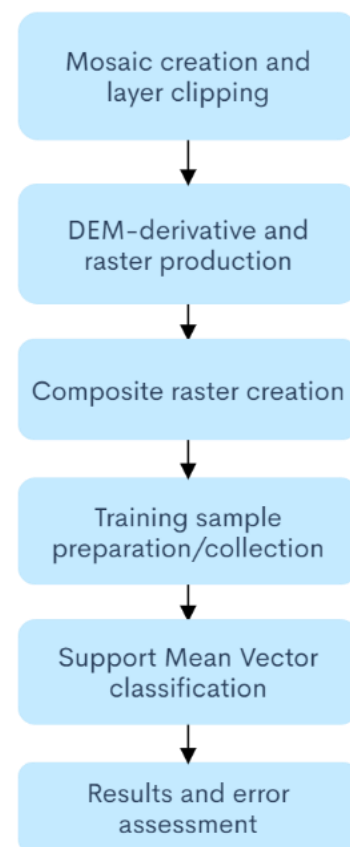 Mosaic creation and
layer clipping
DEM-derivative and
raster production
Composite raster creation
Training sample
preparation/collection
Support Mean Vector
classification
Results and error
assessment